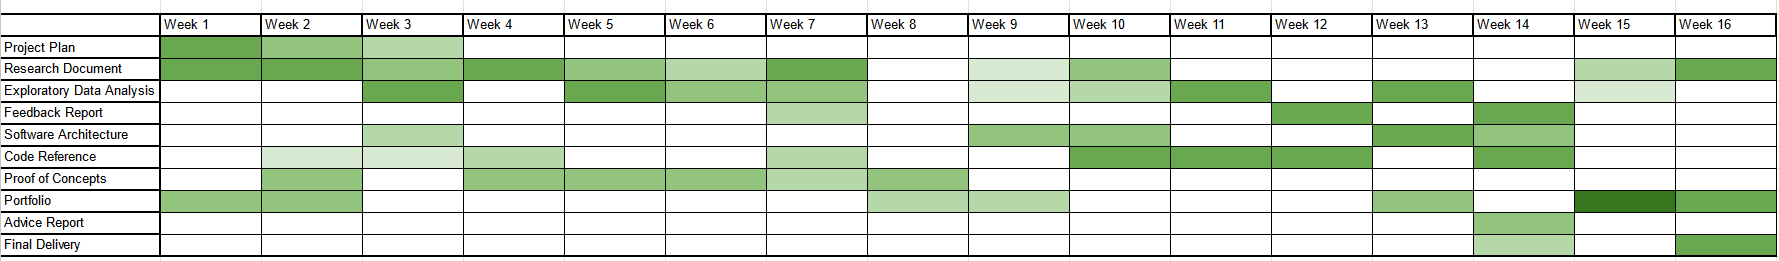 Week 1 Week 2 Week 3 Week 4 Week 5 Week 6 Week 7 Week 8 Week 9 Week 10 Week 11 Week 12 Week 13 Week 14 Week 15 Week 16
Project Plan
Research Document
Exploratory Data Analysis
Feedback Report
Software Architecture
Code Reference
Proof of Concepts
Portfolio
Advice Report
Final Delivery